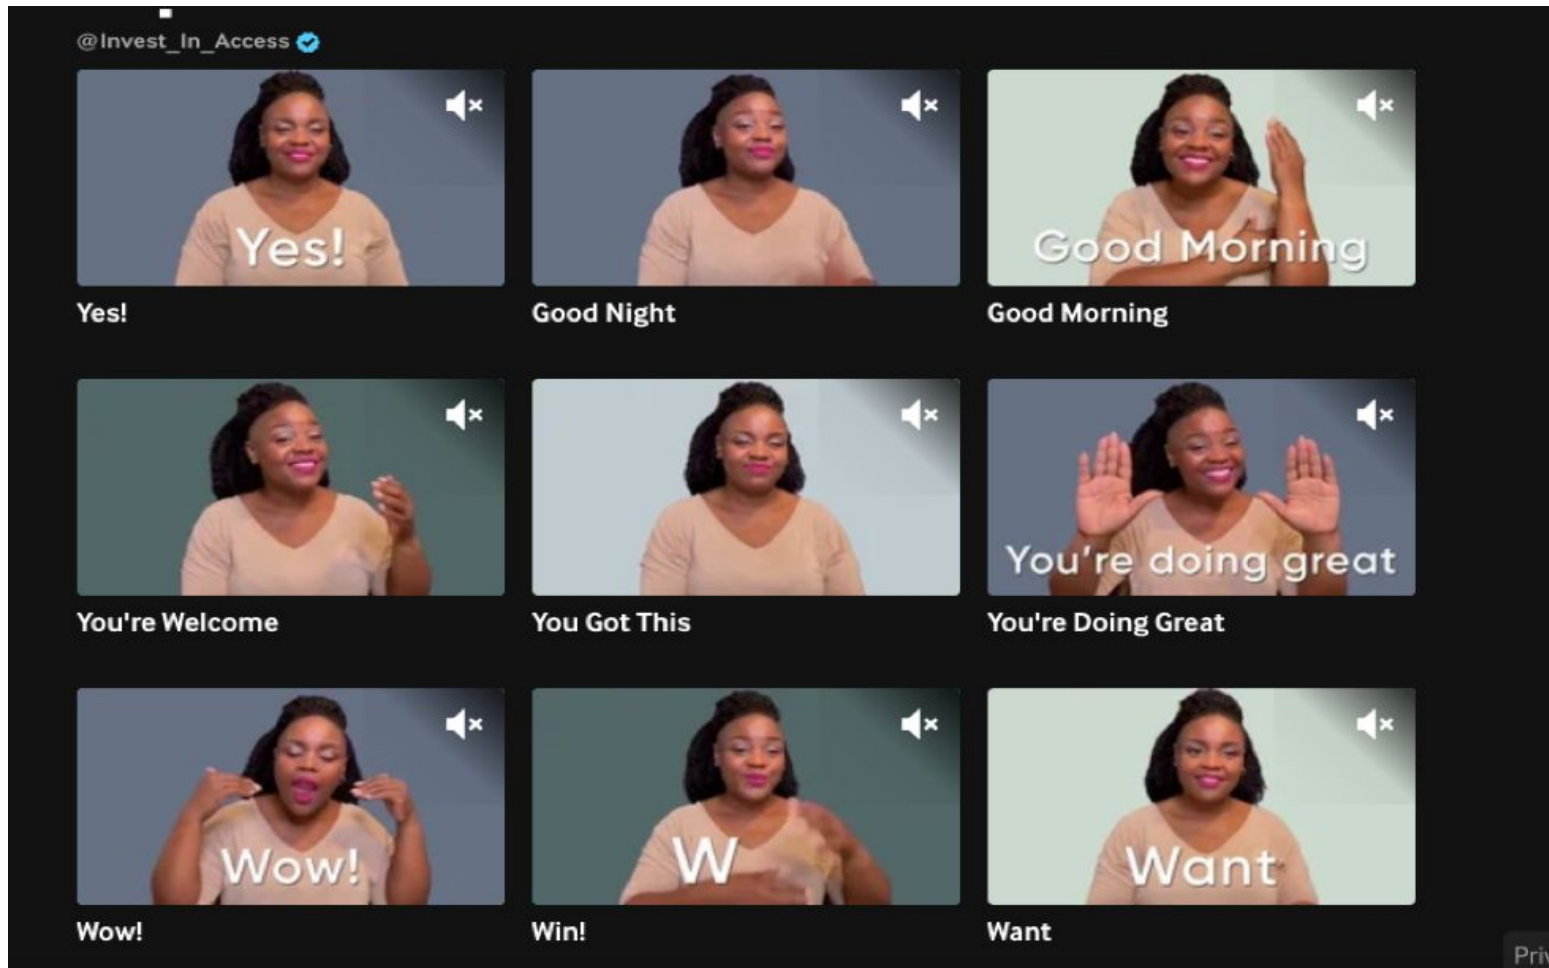 @Invest_In_Access
Yes!
Good Morning
Yes!
Good Night
Good Morning
You're doing great
You're Welcome
You Got This
You're Doing Great
Wow!
W
Want
Wow!
Win!
Want
Priv